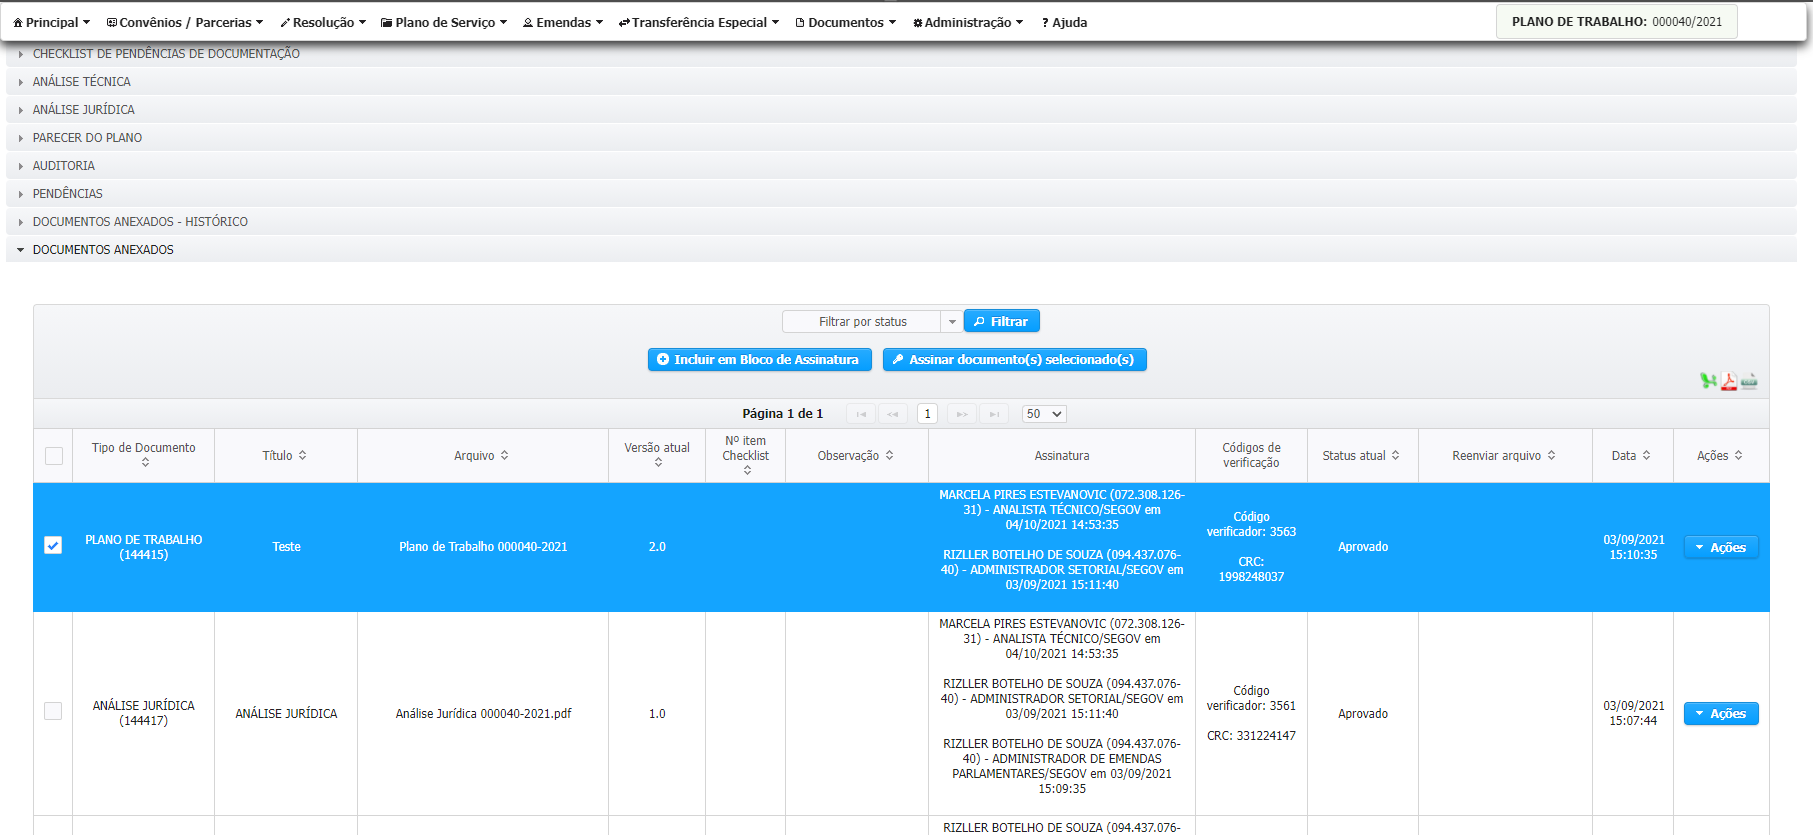 Principal Convênios / Parcerias Resolução Plano de Serviço Emendas Transferência Especial Documentos Administração ? Ajuda PLANO DE TRABALHO: 000040/2021
CHECKLIST DE PENDÊNCIAS DE DOCUMENTAÇÃO
ANÁLISE TÉCNICA
ANÁLISE JURÍDICA
PARECER DO PLANO
AUDITORIA
PENDÊNCIAS
DOCUMENTOS ANEXADOS - HISTÓRICO
DOCUMENTOS ANEXADOS
Filtrar por status Filtrar
Incluir em Bloco de Assinatura Assinar documento(s) selecionado(s)
Página 1 de 1 1 50
Tipo de Documento
Título
Arquivo
Versão atual
Nº item
Checklist
Observação
Assinatura
Códigos de
verificação
Status atual
Reenviar arquivo
Data
Ações
PLANO DE TRABALHO
(144415)
Teste
Plano de Trabalho 000040-2021
2.0
MARCELA PIRES ESTEVANOVIC (072.308.126-
31) - ANALISTA TÉCNICO/SEGOV em
04/10/2021 14:53:35
RIZLLER BOTELHO DE SOUZA (094.437.076-
40) - ADMINISTRADOR SETORIAL/SEGOV em
03/09/2021 15:11:40
Código
verificador: 3563
CRC:
1998248037
Aprovado
03/09/2021
15:10:35
Ações
ANÁLISE JURÍDICA
(144417)
ANÁLISE JURÍDICA
Análise Jurídica 000040-2021.pdf
1.0
MARCELA PIRES ESTEVANOVIC (072.308.126-
31) - ANALISTA TÉCNICO/SEGOV em
04/10/2021 14:53:35
RIZLLER BOTELHO DE SOUZA (094.437.076-
40) - ADMINISTRADOR SETORIAL/SEGOV em
03/09/2021 15:11:40
RIZLLER BOTELHO DE SOUZA (094.437.076-
40) - ADMINISTRADOR DE EMENDAS
PARLAMENTARES/SEGOV em 03/09/2021
15:09:35
Código
verificador: 3561
CRC: 331224147
Aprovado
03/09/2021
15:07:44
Ações
RIZLLER BOTELHO DE SOUZA (094.437.076-